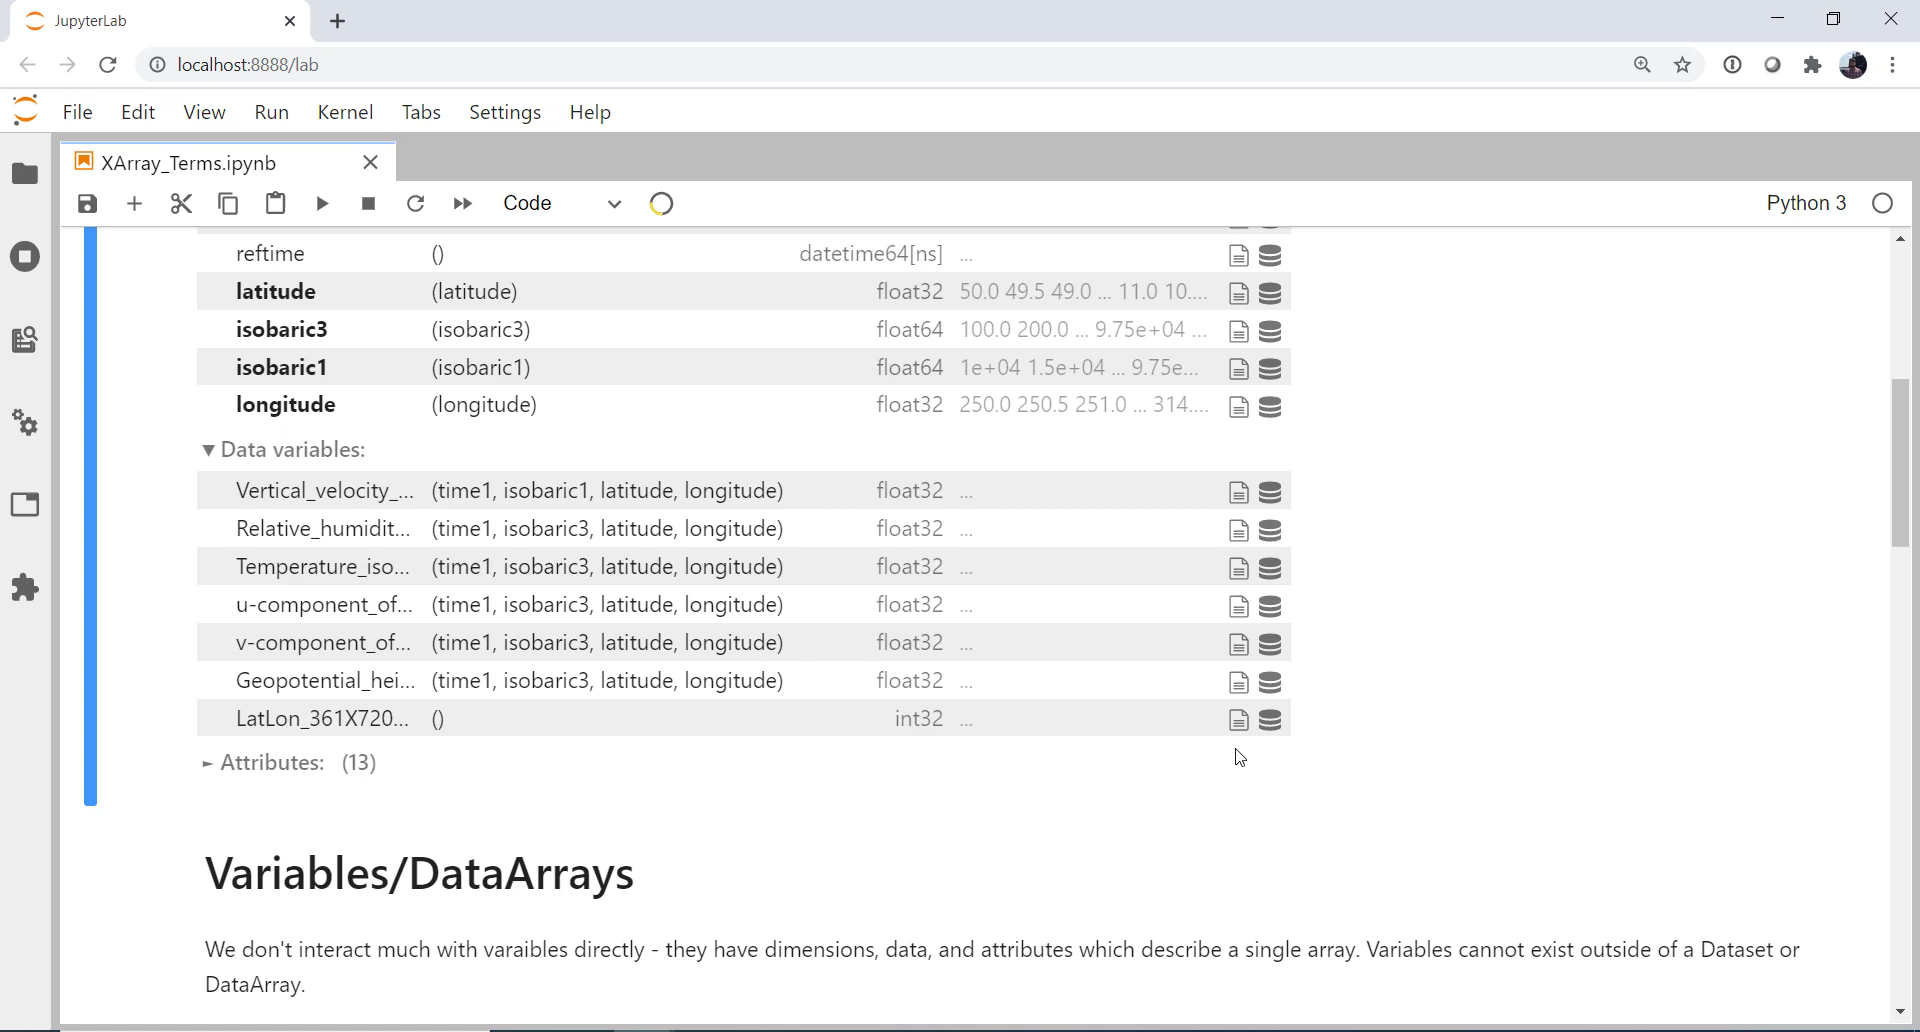 JupyterLab
localhost:8888/lab
File Edit View Run Kernel Tabs Settings Help
XArray_Terms.ipynb
Code Python 3
reftime () datetime64[ns] ...
latitude (latitude) float32 50.0 49.5 49.0 ... 11.0 10....
isobaric3 (isobaric3) float64 100.0 200.0 ... 9.75e+04 ...
isobaric1 (isobaric1) float64 1e+04 1.5e+04 ... 9.75e...
longitude (longitude) float32 250.0 250.5 251.0 ... 314....
▼ Data variables:
Vertical_velocity_... (time1, isobaric1, latitude, longitude) float32 ...
Relative_humidit... (time1, isobaric3, latitude, longitude) float32 ...
Temperature_iso... (time1, isobaric3, latitude, longitude) float32 ...
u-component_of... (time1, isobaric3, latitude, longitude) float32 ...
v-component_of... (time1, isobaric3, latitude, longitude) float32 ...
Geopotential_hei... (time1, isobaric3, latitude, longitude) float32 ...
LatLon_361X720... () int32 ...
► Attributes: (13)
Variables/DataArrays
We don't interact much with varaibles directly - they have dimensions, data, and attributes which describe a single array. Variables cannot exist outside of a Dataset or
DataArray.